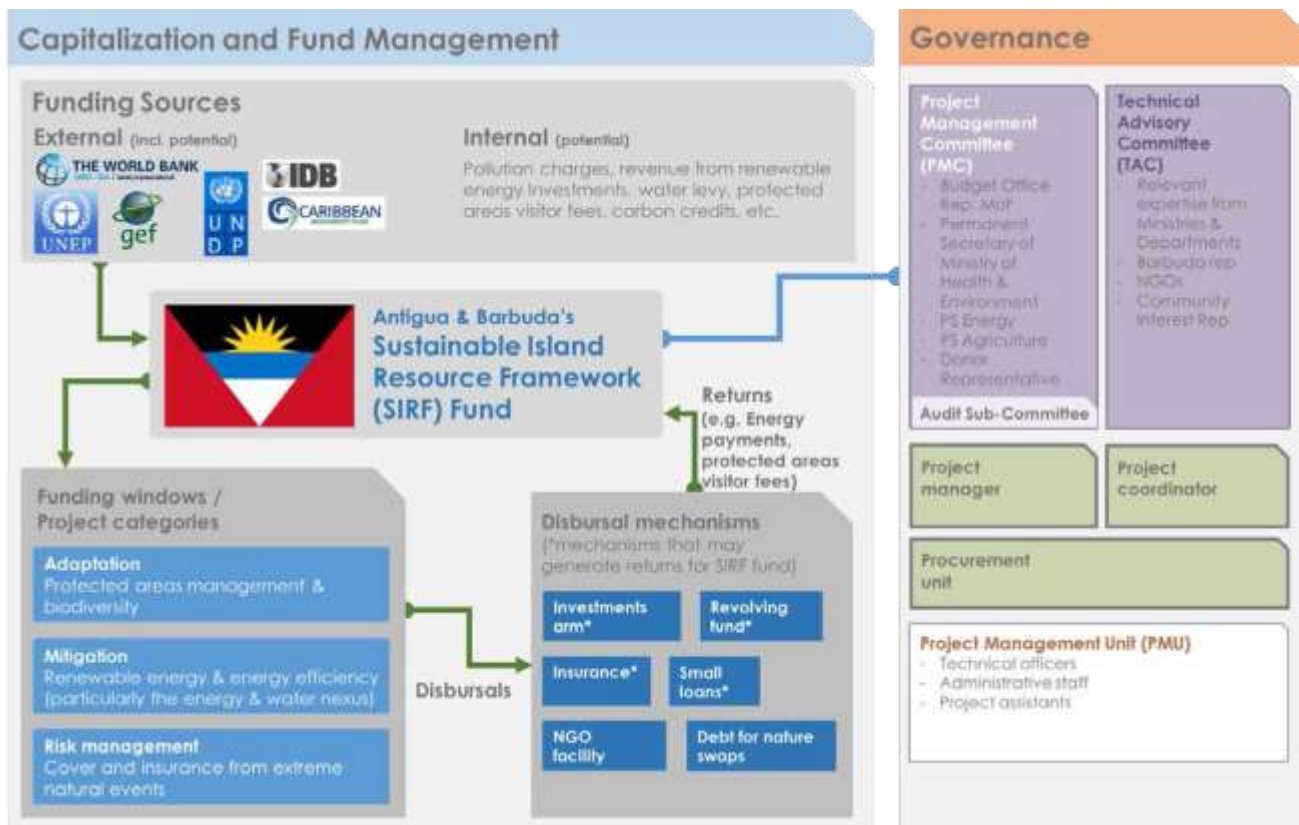 Capitalization and Fund Management
Funding Sources
External (incl. potential)
THE WORLD BANK
IDB
UNEP
gef
U N
D P
CARIBBEAN
Internal (potential)
Pollution charges, revenue from renewable
energy investments, water levy, protected
areas visitor fees, carbon credits, etc.
Antigua & Barbuda's
Sustainable Island
Resource Framework
(SIRF) Fund
Returns
(e.g. Energy
payments,
protected areas
visitor fees)
Funding windows /
Project categories
Adaptation
Protected areas management &
biodiversity
Mitigation
Renewable energy & energy efficiency
(particularly the energy & water nexus)
Risk management
Cover and insurance from extreme
natural events
Disbursals
Disbursal mechanisms
(*mechanisms that may
generate returns for SIRF fund)
Investments
arm*
Revolving
fund*
Insurance*
Small
loans*
NGO
facility
Debt for nature
swaps
Governance
Project
Management
Committee
(PMC)
- Budget Office
Rep. MoF
- Permanent
Secretary of
Ministry of
Health &
Environment
- PS Energy
- PS Agriculture
- Donor
Representative
Audit Sub-Committee
Technical
Advisory
Committee
(TAC)
- Relevant
expertise from
Ministries &
Departments
- Barbuda rep
- NGOs
- Community
Interest Rep
Project
manager
Project
coordinator
Procurement
unit
Project Management Unit (PMU)
- Technical officers
- Administrative staff
- Project assistants